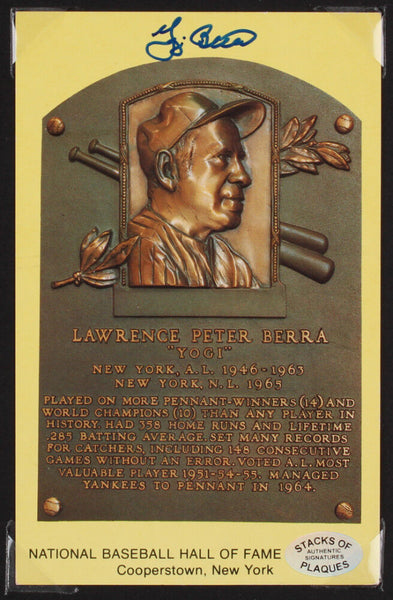 Yogi Berra
LAWRENCE PETER BERRA
"YOGI"
NEW YORK, A.L. 1946-1963
NEW YORK, N.L. 1965
PLAYED ON MORE PENNANT-WINNERS (14) AND
WORLD CHAMPIONS (10) THAN ANY PLAYER IN
HISTORY. HAD 358 HOME RUNS AND LIFETIME
.285 BATTING AVERAGE. SET MANY RECORDS
FOR CATCHERS, INCLUDING 148 CONSECUTIVE
GAMES WITHOUT AN ERROR. VOTED A.L. MOST
VALUABLE PLAYER 1951-54-55. MANAGED
YANKEES TO PENNANT IN 1964.
NATIONAL BASEBALL HALL OF FAME
Cooperstown, New York
STACKS OF
AUTHENTIC
SIGNATURES
PLAQUES